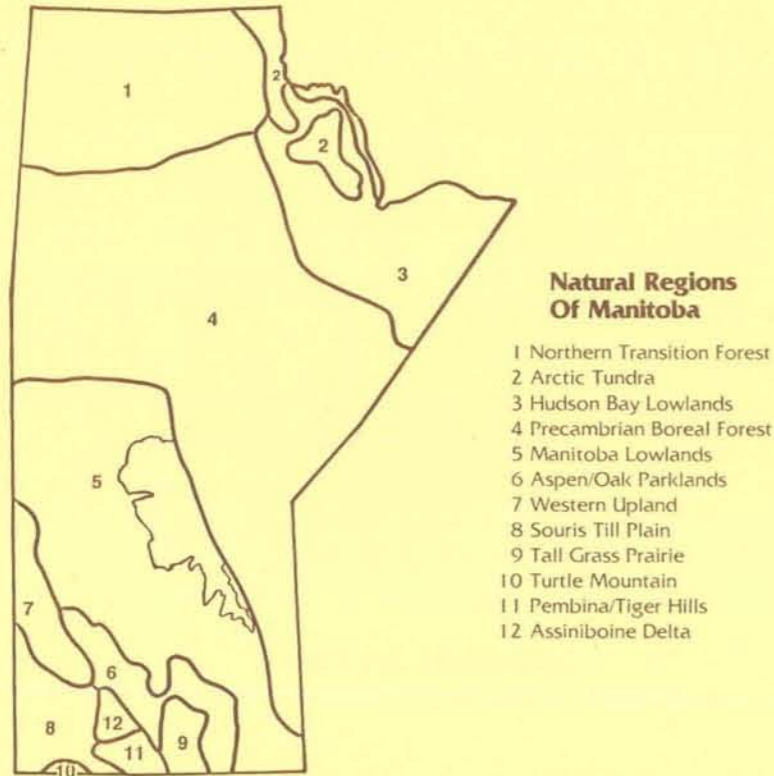 1
2
2
3
4
5
7
6
12
8
9
11
10
Natural Regions
Of Manitoba
1 Northern Transition Forest
2 Arctic Tundra
3 Hudson Bay Lowlands
4 Precambrian Boreal Forest
5 Manitoba Lowlands
6 Aspen/Oak Parklands
7 Western Upland
8 Souris Till Plain
9 Tall Grass Prairie
10 Turtle Mountain
11 Pembina/Tiger Hills
12 Assiniboine Delta